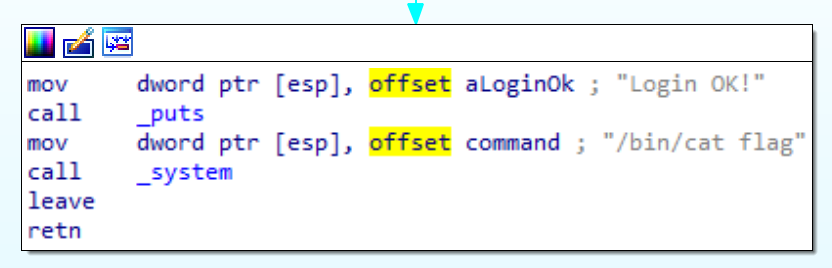 mov     dword ptr [esp], offset aLoginOk ; "Login OK!"
call    _puts
mov     dword ptr [esp], offset command ; "/bin/cat flag"
call    _system
leave
retn